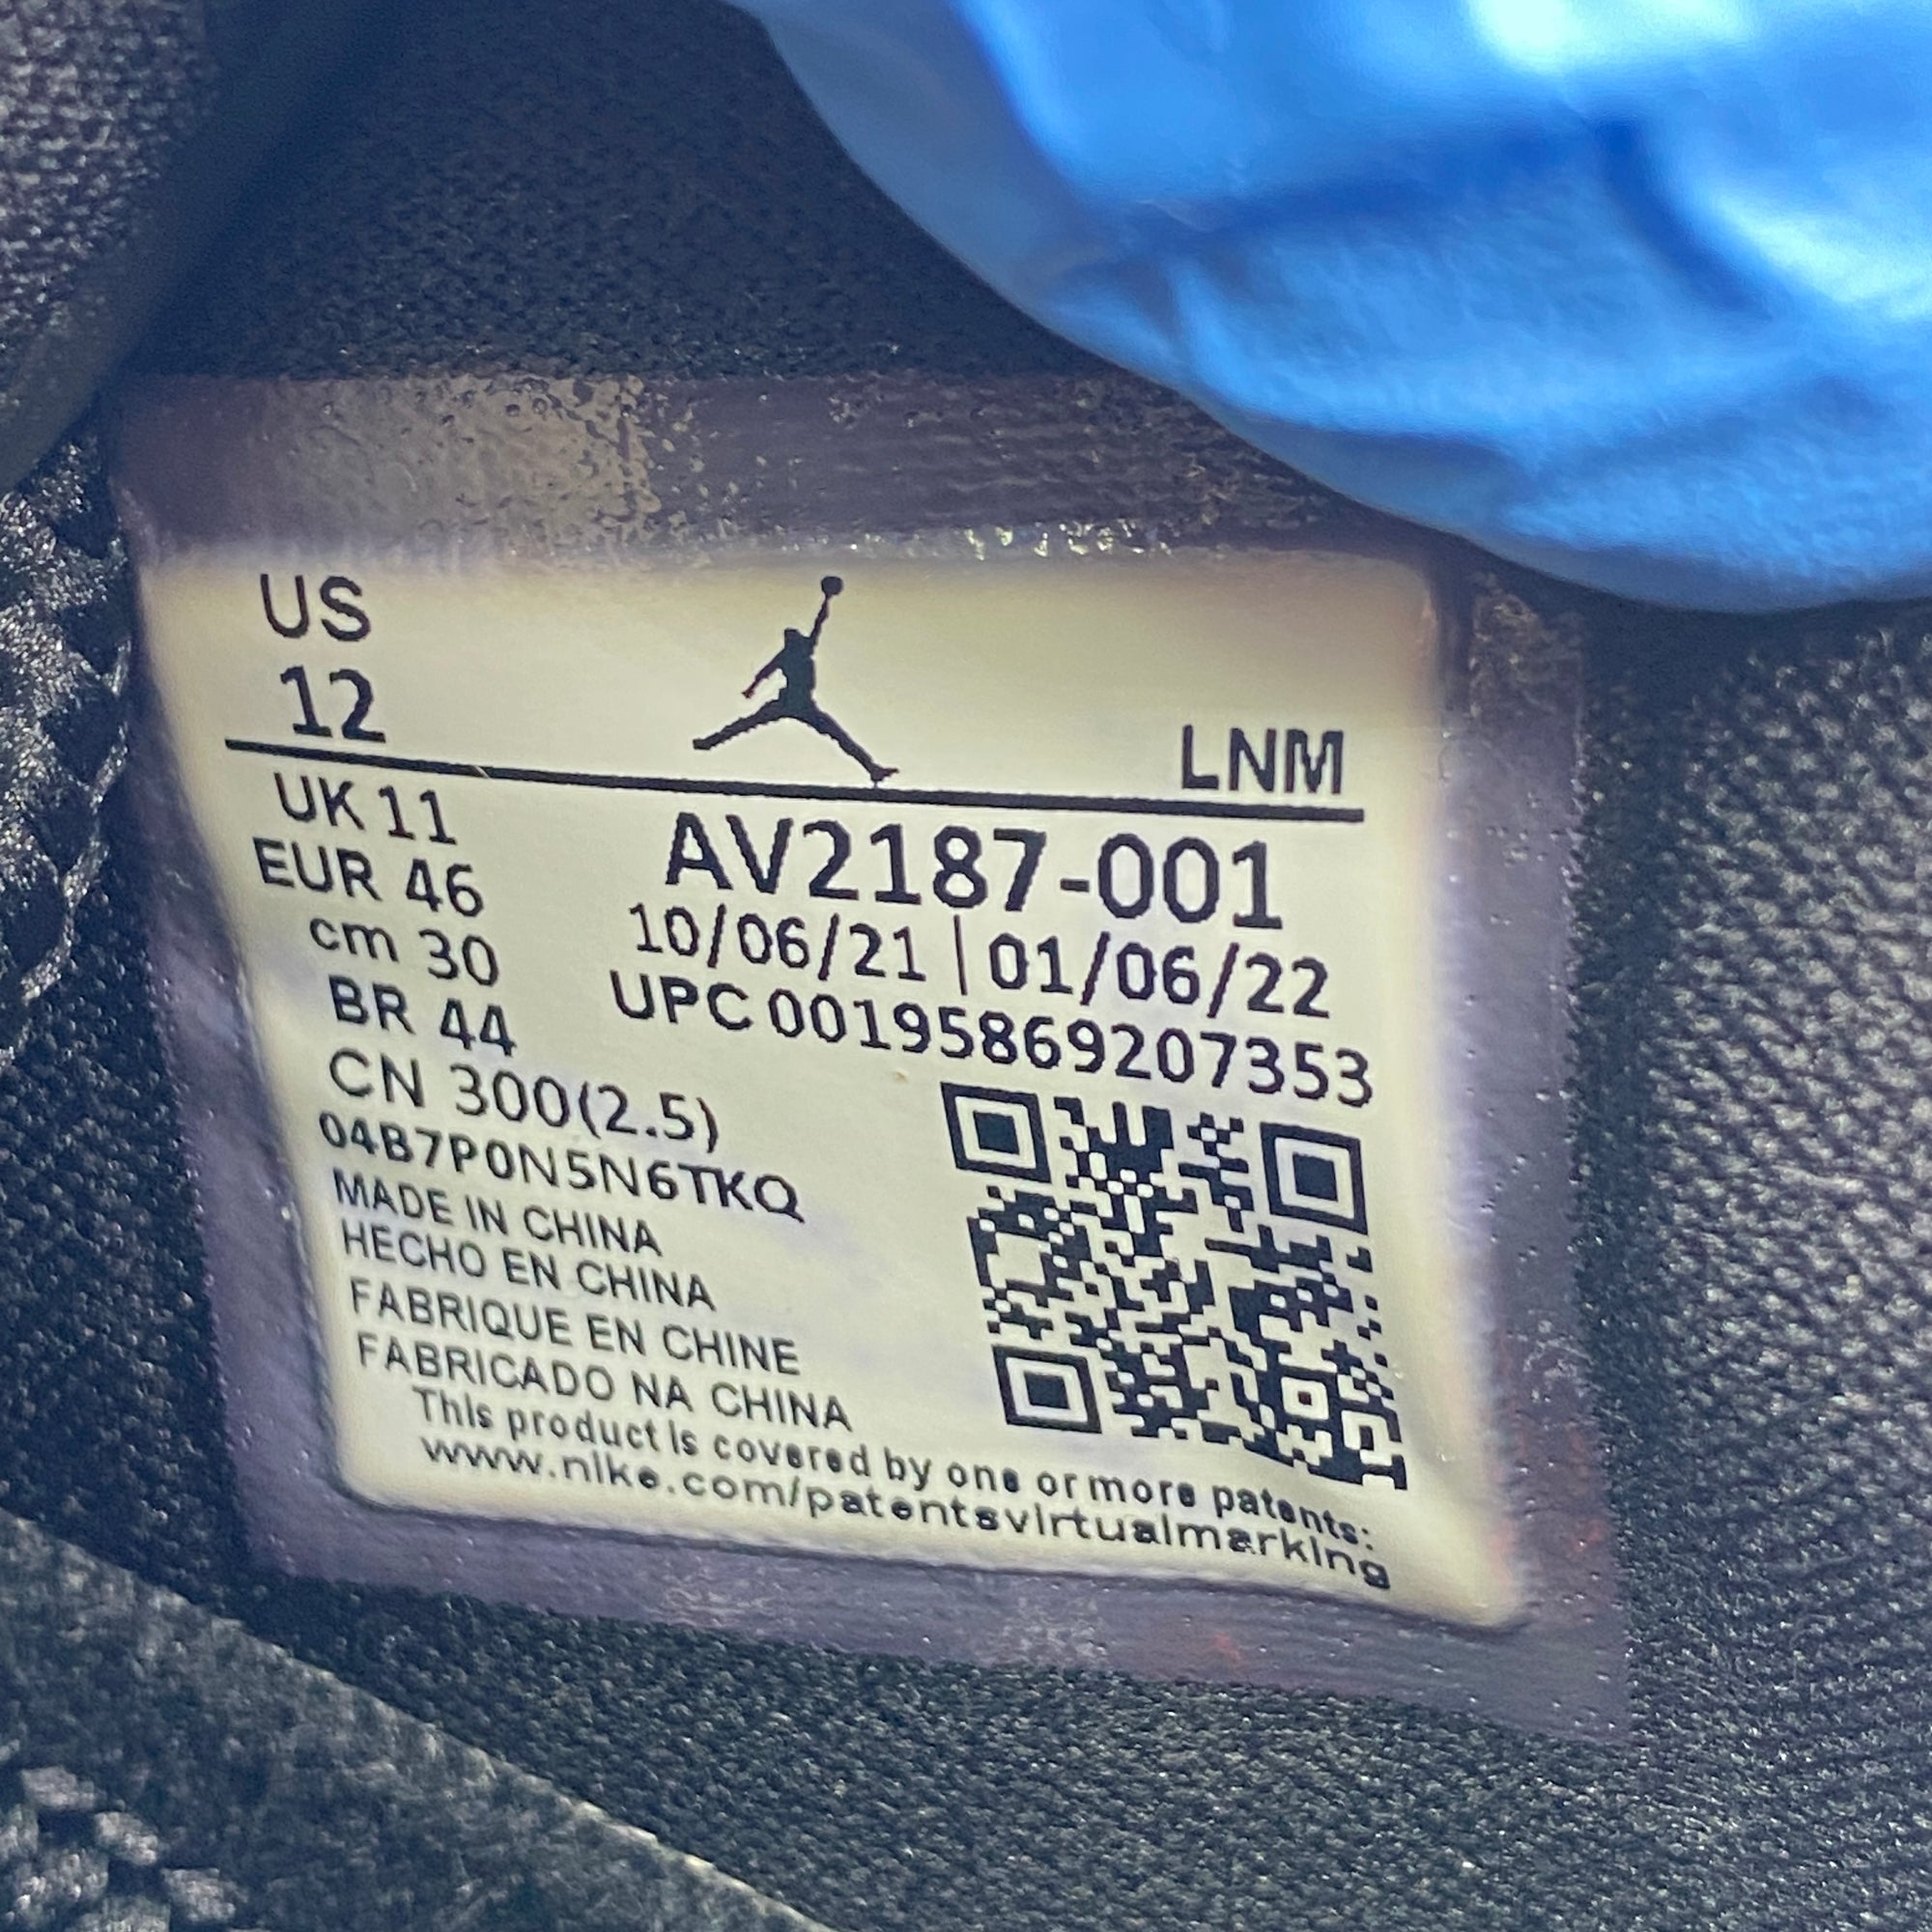 US
12
LNM
UK 11
EUR 46
cm 30
BR 44
CN 300(2.5)
AV2187-001
10/06/21 | 01/06/22
UPC 00195869207353
04B7P0N5N6TKQ
MADE IN CHINA
HECHO EN CHINA
FABRIQUE EN CHINE
FABRICADO NA CHINA
This product is covered by one or more patents:
www.nike.com/patentsvirtualmarking